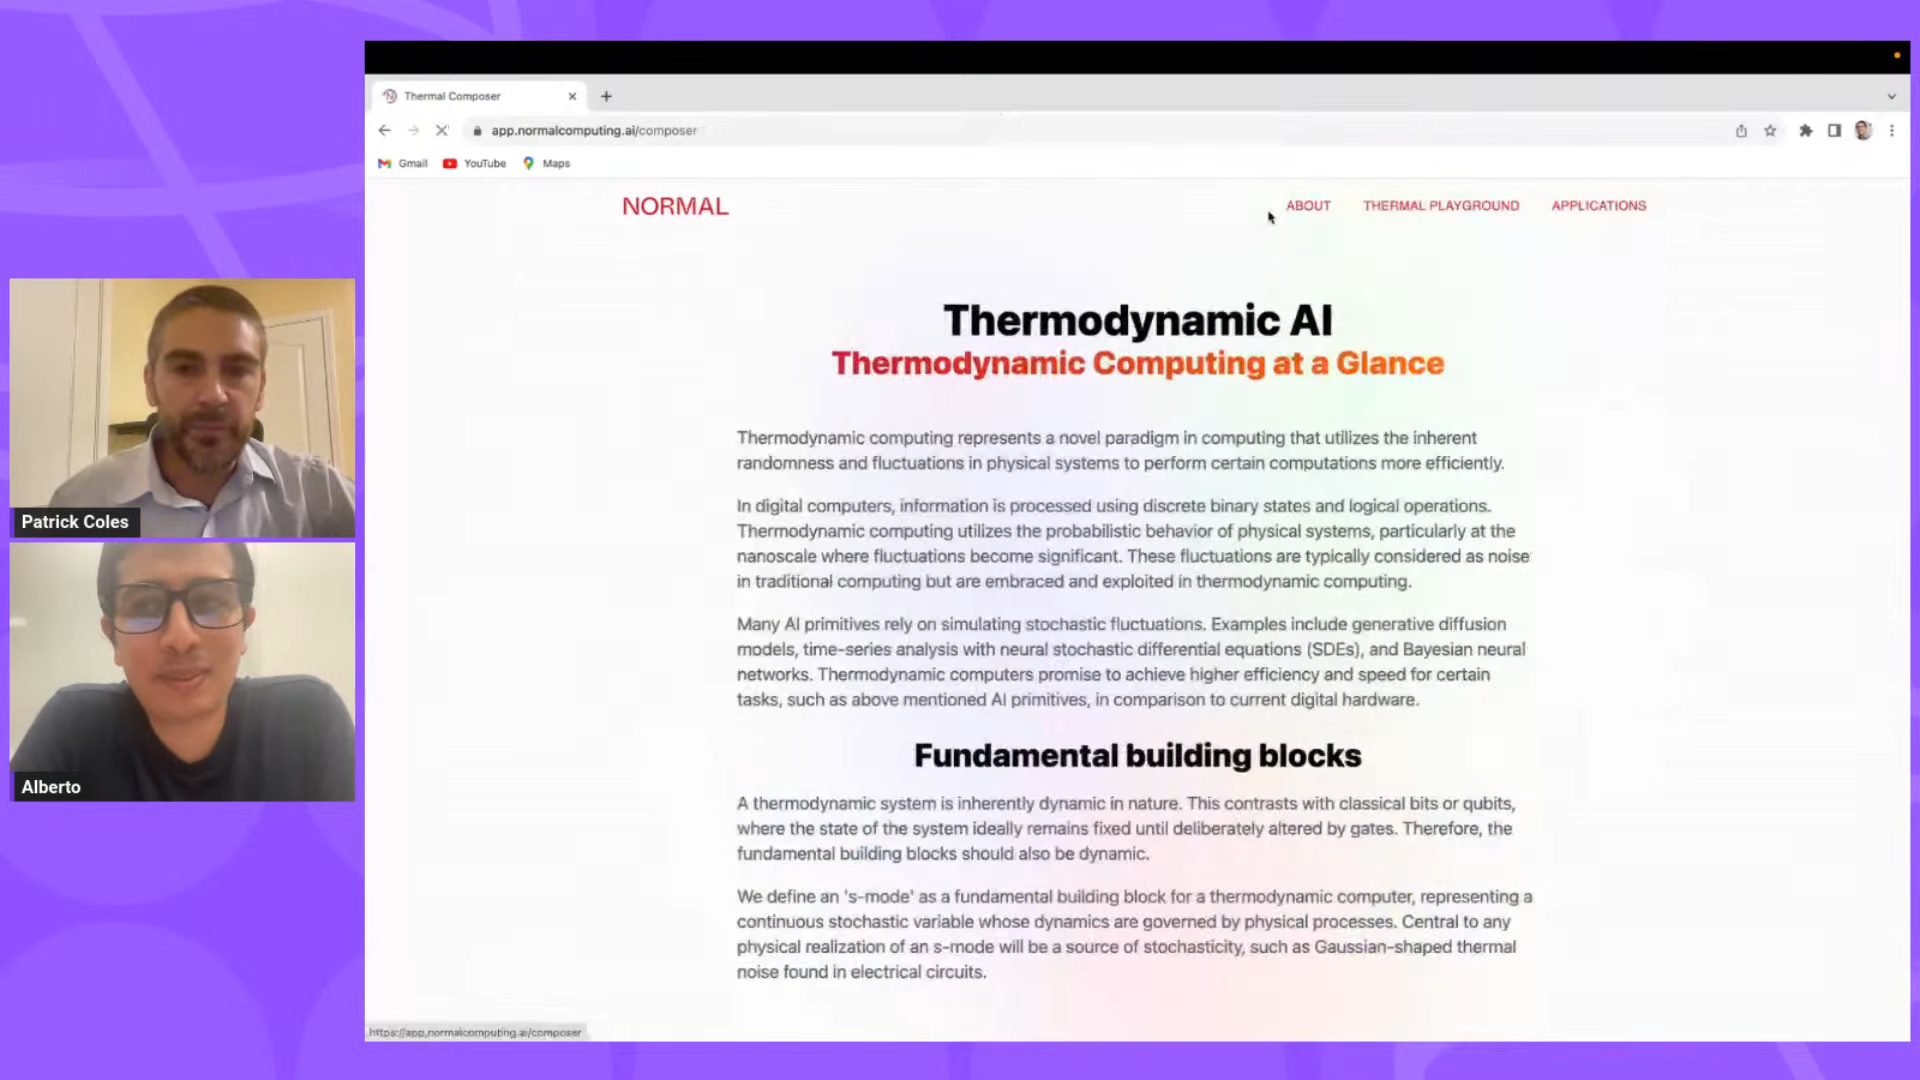 Thermal Composer
app.normalcomputing.ai/composer
Gmail YouTube Maps
NORMAL ABOUT THERMAL PLAYGROUND APPLICATIONS
Thermodynamic AI
Thermodynamic Computing at a Glance
Thermodynamic computing represents a novel paradigm in computing that utilizes the inherent
randomness and fluctuations in physical systems to perform certain computations more efficiently.
In digital computers, information is processed using discrete binary states and logical operations.
Thermodynamic computing utilizes the probabilistic behavior of physical systems, particularly at the
nanoscale where fluctuations become significant. These fluctuations are typically considered as noise
in traditional computing but are embraced and exploited in thermodynamic computing.
Many AI primitives rely on simulating stochastic fluctuations. Examples include generative diffusion
models, time-series analysis with neural stochastic differential equations (SDEs), and Bayesian neural
networks. Thermodynamic computers promise to achieve higher efficiency and speed for certain
tasks, such as above mentioned AI primitives, in comparison to current digital hardware.
Fundamental building blocks
A thermodynamic system is inherently dynamic in nature. This contrasts with classical bits or qubits,
where the state of the system ideally remains fixed until deliberately altered by gates. Therefore, the
fundamental building blocks should also be dynamic.
We define an 's-mode' as a fundamental building block for a thermodynamic computer, representing a
continuous stochastic variable whose dynamics are governed by physical processes. Central to any
physical realization of an s-mode will be a source of stochasticity, such as Gaussian-shaped thermal
noise found in electrical circuits.
https://app.normalcomputing.ai/composer
Patrick Coles
Alberto